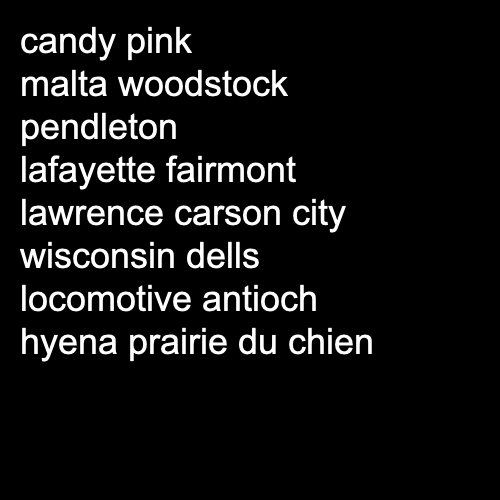 candy pink
malta woodstock
pendleton
lafayette fairmont
lawrence carson city
wisconsin dells
locomotive antioch
hyena prairie du chien